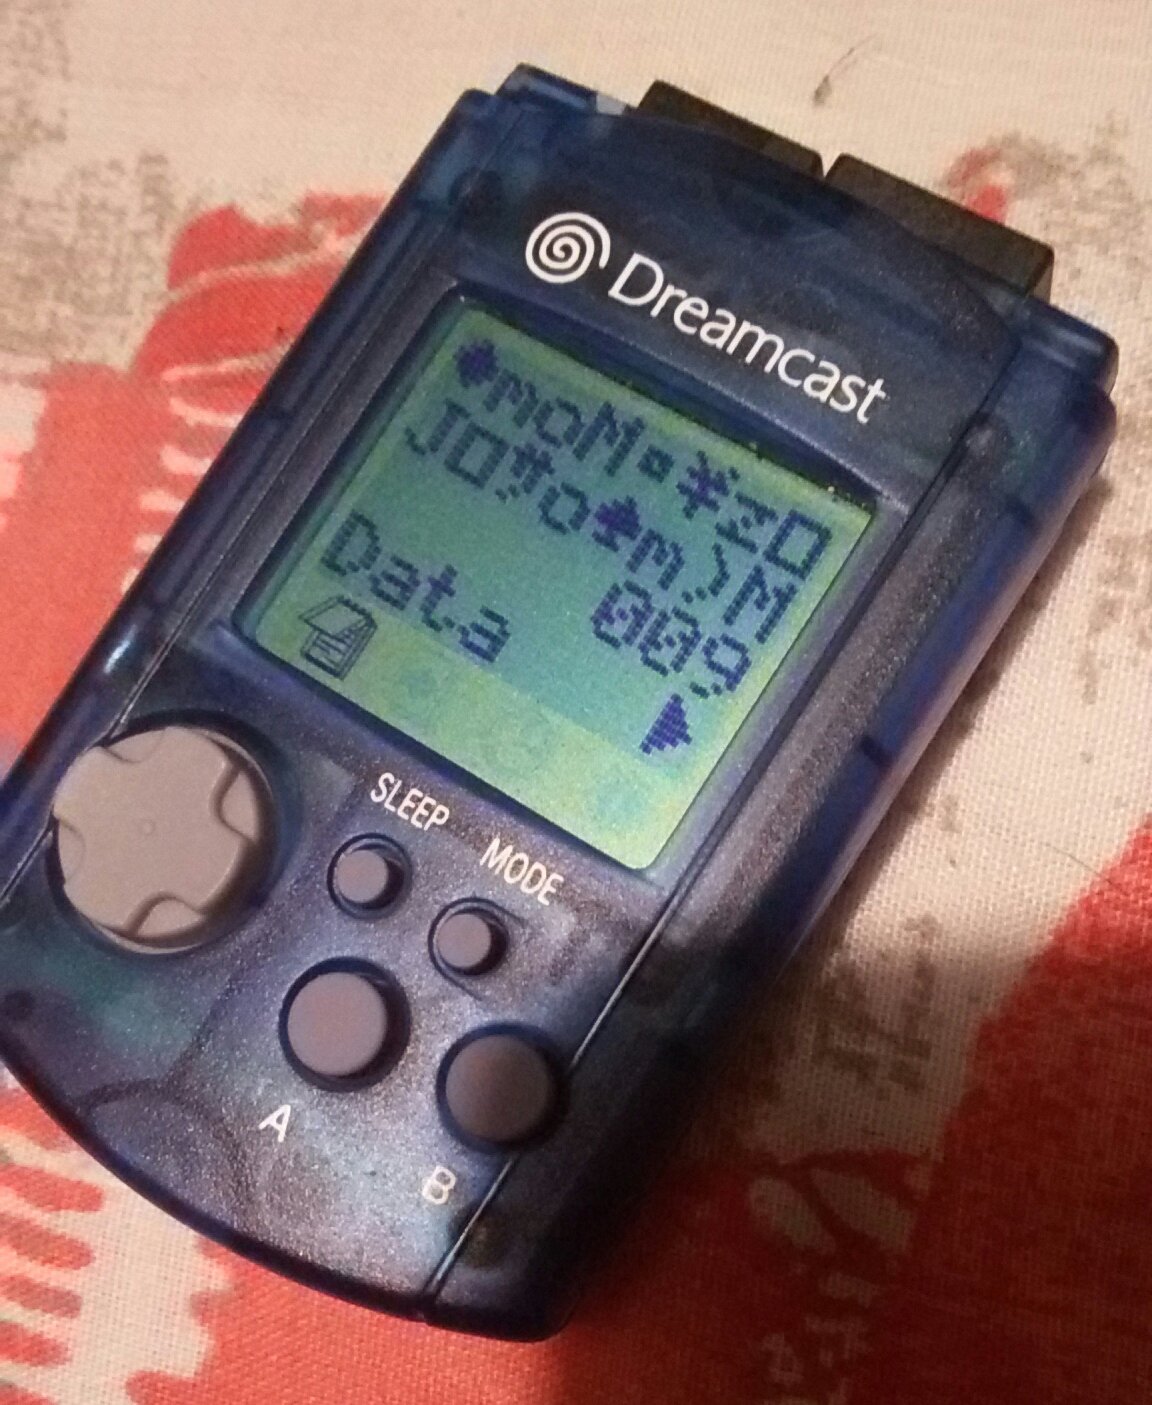 Dreamcast
Data 009
SLEEP
MODE
A
B